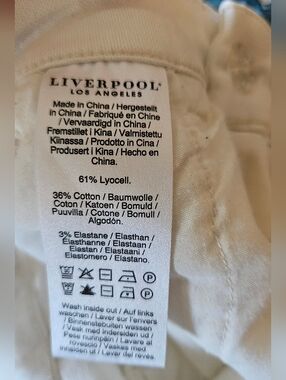 LIVERPOOL
LOS ANGELES
Made in China / Hergestellt
in China / Fabriqué en Chine
/ Vervaardigd in China /
Fremstillet i Kina / Valmistettu
Kiinassa / Prodotto in Cina /
Produsert i Kina / Hecho en
China.
61% Lyocell.
36% Cotton / Baumwolle /
Coton / Katoen / Bomuld /
Puuvilla / Cotone / Bomull /
Algodón.
3% Elastane / Elasthan /
Élasthanne / Elastaan /
Elastan / Elastaani /
Elastomero / Elastano.
P
P
Wash inside out / Auf links
waschen / Laver sur l'envers
/ Binnenstebuiten wassen /
Vask med indersiden ud /
Pese nurinpäin / Lavare al
rovescio / Vaskes med
innsiden ut / Lavar del revés.